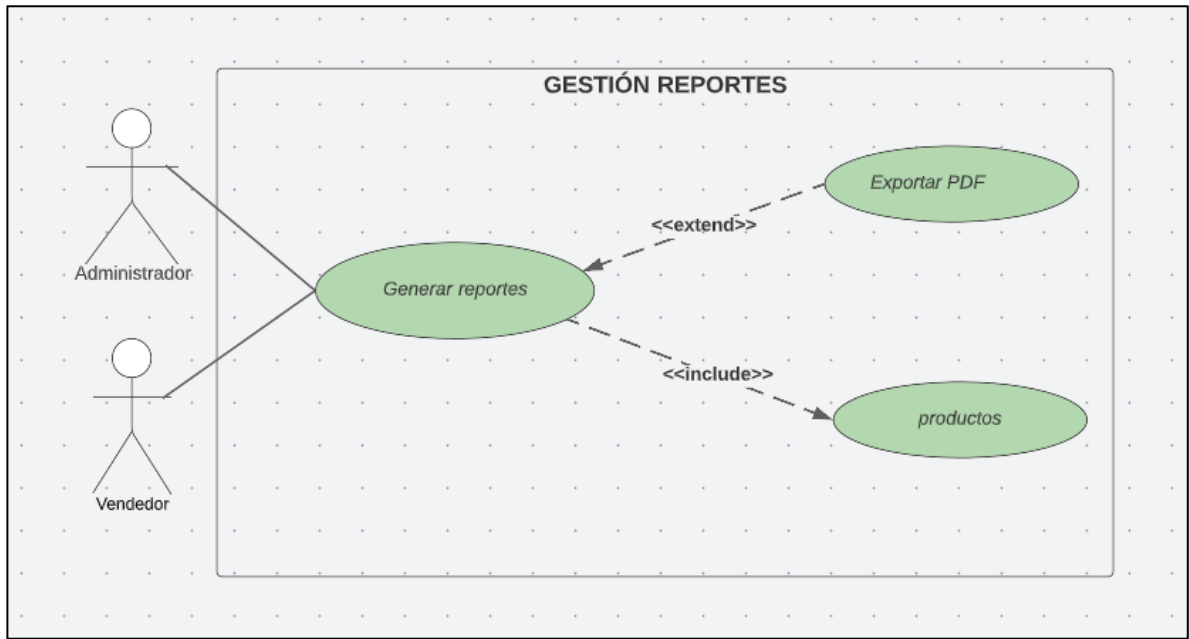 GESTIÓN REPORTES
Exportar PDF
<<extend>>
Administrador
Generar reportes
<<include>>
productos
Vendedor